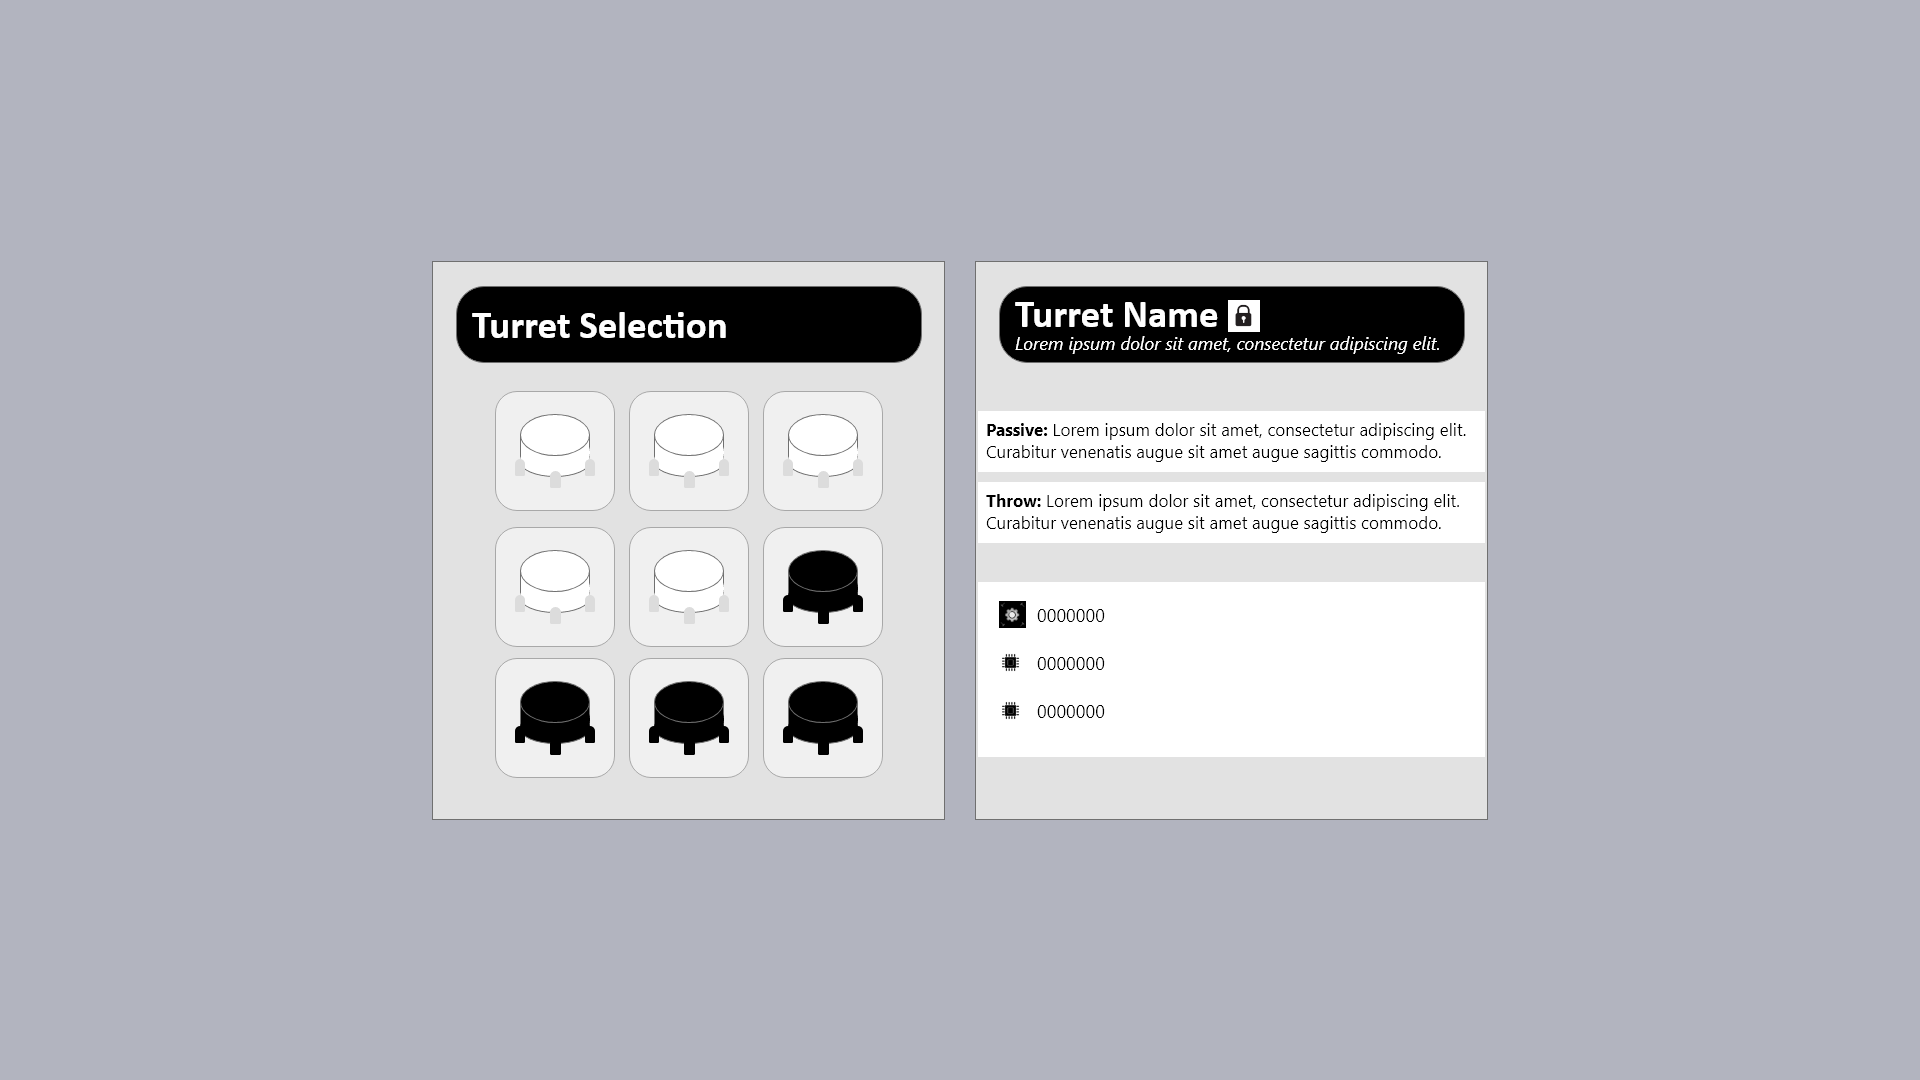 Turret Selection
Turret Name
Lorem ipsum dolor sit amet, consectetur adipiscing elit.
Passive: Lorem ipsum dolor sit amet, consectetur adipiscing elit.
Curabitur venenatis augue sit amet augue sagittis commodo.
Throw: Lorem ipsum dolor sit amet, consectetur adipiscing elit.
Curabitur venenatis augue sit amet augue sagittis commodo.
0000000
0000000
0000000